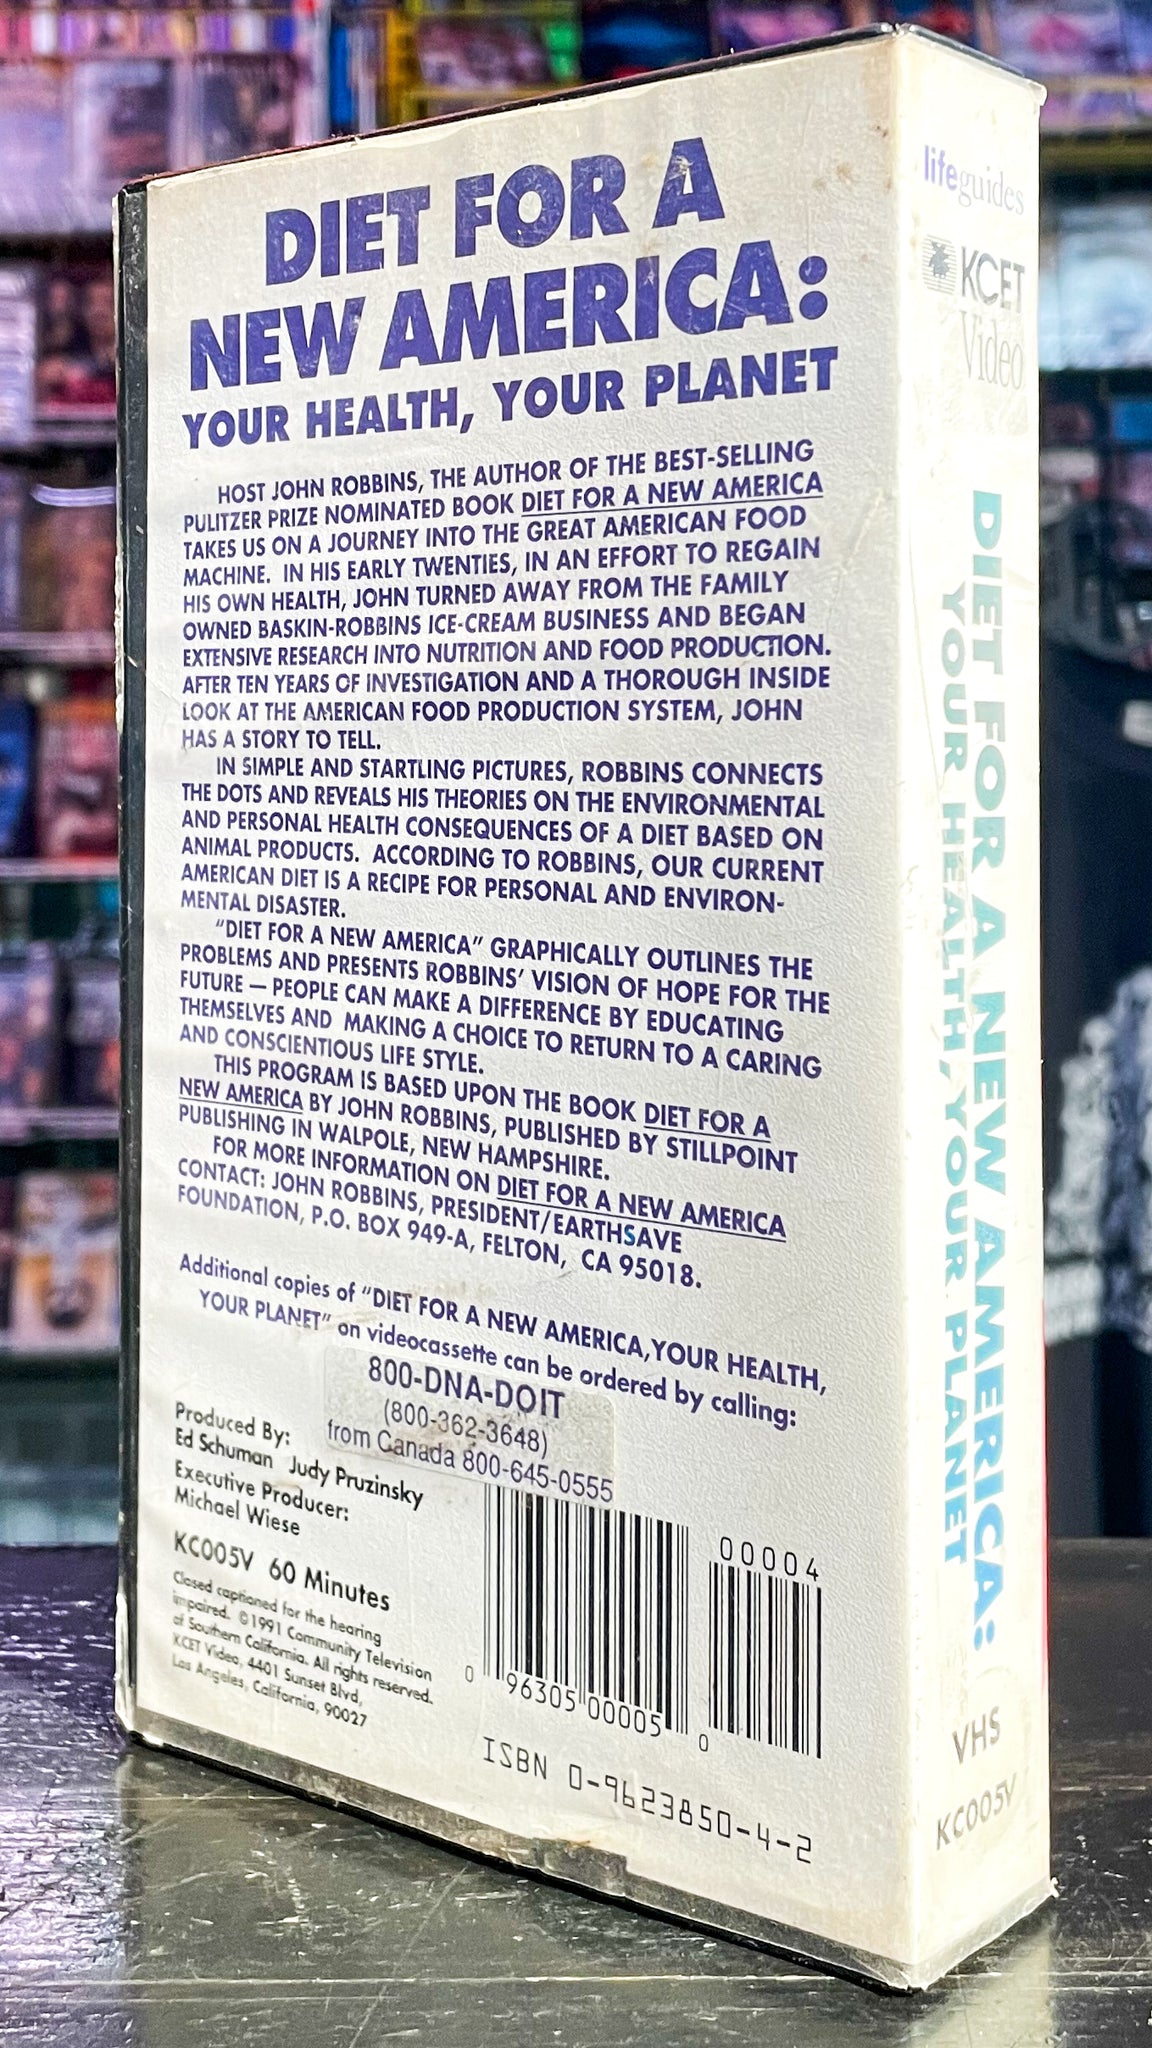 DIET FOR A
NEW AMERICA:
YOUR HEALTH, YOUR PLANET
HOST JOHN ROBBINS, THE AUTHOR OF THE BEST-SELLING
PULITZER PRIZE NOMINATED BOOK DIET FOR A NEW AMERICA
TAKES US ON A JOURNEY INTO THE GREAT AMERICAN FOOD
MACHINE. IN HIS EARLY TWENTIES, IN AN EFFORT TO REGAIN
HIS OWN HEALTH, JOHN TURNED AWAY FROM THE FAMILY
OWNED BASKIN-ROBBINS ICE-CREAM BUSINESS AND BEGAN
EXTENSIVE RESEARCH INTO NUTRITION AND FOOD PRODUCTION.
AFTER TEN YEARS OF INVESTIGATION AND A THOROUGH INSIDE
LOOK AT THE AMERICAN FOOD PRODUCTION SYSTEM, JOHN
HAS A STORY TO TELL.
IN SIMPLE AND STARTLING PICTURES, ROBBINS CONNECTS
THE DOTS AND REVEALS HIS THEORIES ON THE ENVIRONMENTAL
AND PERSONAL HEALTH CONSEQUENCES OF A DIET BASED ON
ANIMAL PRODUCTS. ACCORDING TO ROBBINS, OUR CURRENT
AMERICAN DIET IS A RECIPE FOR PERSONAL AND ENVIRON-
MENTAL DISASTER.
"DIET FOR A NEW AMERICA" GRAPHICALLY OUTLINES THE
PROBLEMS AND PRESENTS ROBBINS' VISION OF HOPE FOR THE
FUTURE — PEOPLE CAN MAKE A DIFFERENCE BY EDUCATING
THEMSELVES AND MAKING A CHOICE TO RETURN TO A CARING
AND CONSCIENTIOUS LIFE STYLE.
THIS PROGRAM IS BASED UPON THE BOOK DIET FOR A
NEW AMERICA BY JOHN ROBBINS, PUBLISHED BY STILLPOINT
PUBLISHING IN WALPOLE, NEW HAMPSHIRE.
FOR MORE INFORMATION ON DIET FOR A NEW AMERICA
CONTACT: JOHN ROBBINS, PRESIDENT/EARTHSAVE
FOUNDATION, P.O. BOX 949-A, FELTON, CA 95018.
Additional copies of "DIET FOR A NEW AMERICA, YOUR HEALTH,
YOUR PLANET" on videocassette can be ordered by calling:
800-DNA-DOIT
(800-362-3648)
from Canada 800-645-0555
Produced By:
Ed Schuman Judy Pruzinsky
Executive Producer:
Michael Wiese
KC005V 60 Minutes
Closed captioned for the hearing
impaired. ©1991 Community Television
of Southern California. All rights reserved.
KCET Video, 4401 Sunset Blvd,
Los Angeles, California, 90027
00004
0 96305 00005 0
ISBN 0-9623850-4-2
lifeguides
KCET
Video
DIET FOR A NEW AMERICA:
YOUR HEALTH, YOUR PLANET
VHS
KC005V